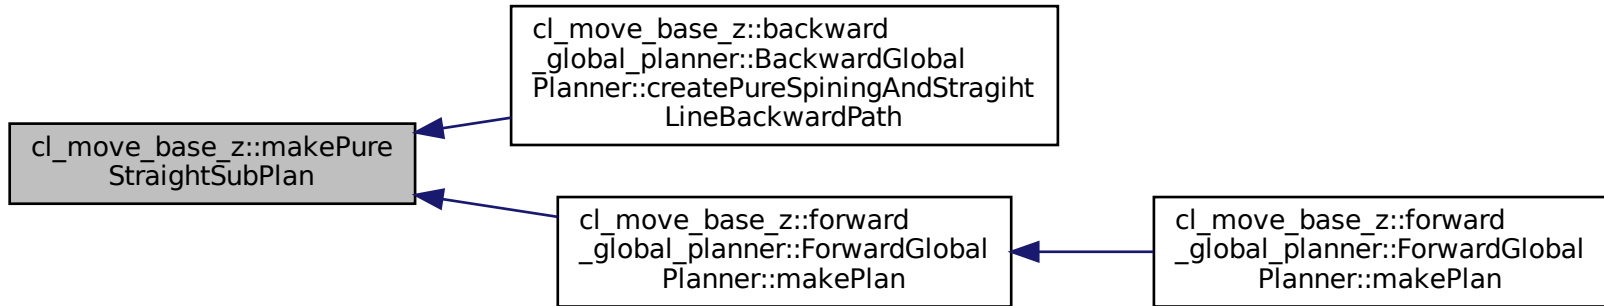 cl_move_base_z::makePure
StraightSubPlan
cl_move_base_z::backward
_global_planner::BackwardGlobal
Planner::createPureSpiningAndStragiht
LineBackwardPath
cl_move_base_z::forward
_global_planner::ForwardGlobal
Planner::makePlan
cl_move_base_z::forward
_global_planner::ForwardGlobal
Planner::makePlan